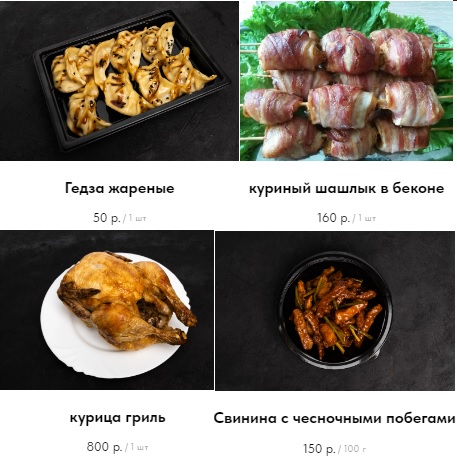 Гедза жареные
50 р. / 1 шт
куриный шашлык в беконе
160 р. / 1 шт
курица гриль
800 р. / 1 шт
Свинина с чесночными побегами
150 р. / 100 г